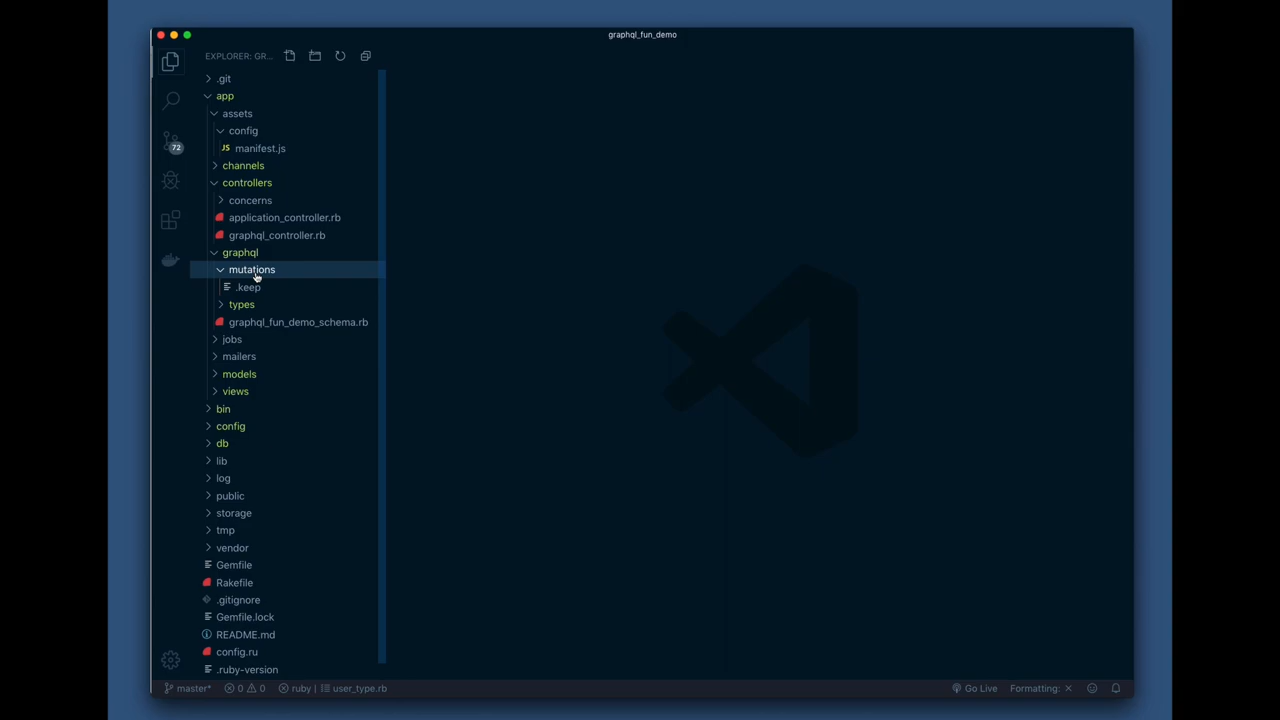 graphql_fun_demo
EXPLORER: GR...
.git
app
assets
config
JS manifest.js
channels
72
controllers
concerns
application_controller.rb
graphql_controller.rb
graphql
mutations
.keep
types
graphql_fun_demo_schema.rb
jobs
mailers
models
views
bin
config
db
lib
log
public
storage
tmp
vendor
Gemfile
Rakefile
.gitignore
Gemfile.lock
README.md
config.ru
.ruby-version
master* 0 0 ruby | user_type.rb Go Live Formatting: ×